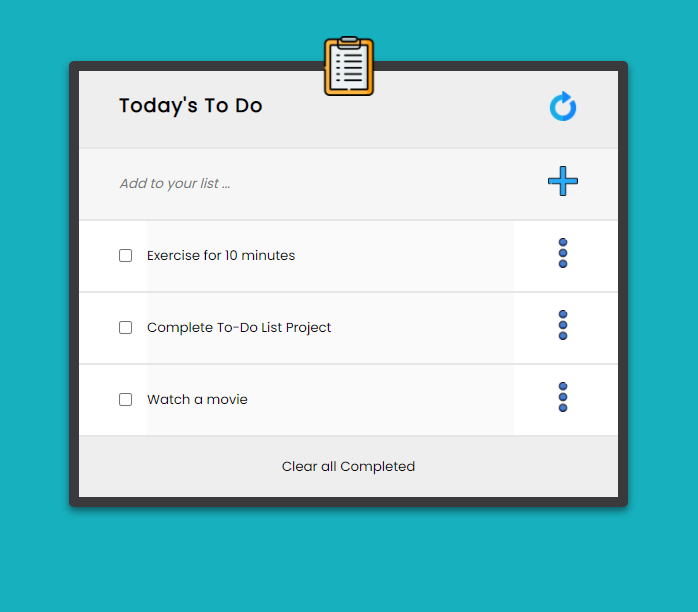 Today's To Do
Add to your list ...
Exercise for 10 minutes
Complete To-Do List Project
Watch a movie
Clear all Completed